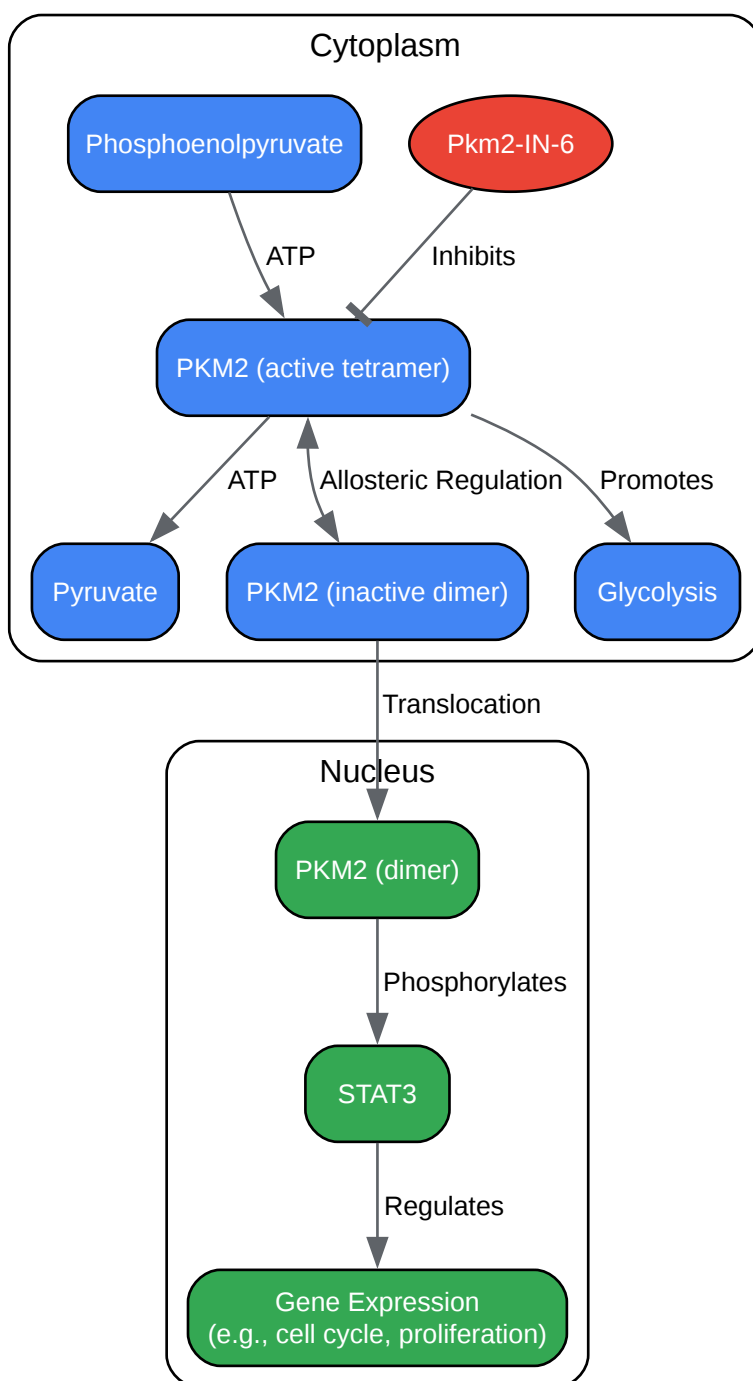 Cytoplasm
Phosphoenolpyruvate
Pkm2-IN-6
ATP
Inhibits
PKM2 (active tetramer)
ATP
Allosteric Regulation
Promotes
Pyruvate
PKM2 (inactive dimer)
Glycolysis
Translocation
Nucleus
PKM2 (dimer)
Phosphorylates
STAT3
Regulates
Gene Expression
(e.g., cell cycle, proliferation)